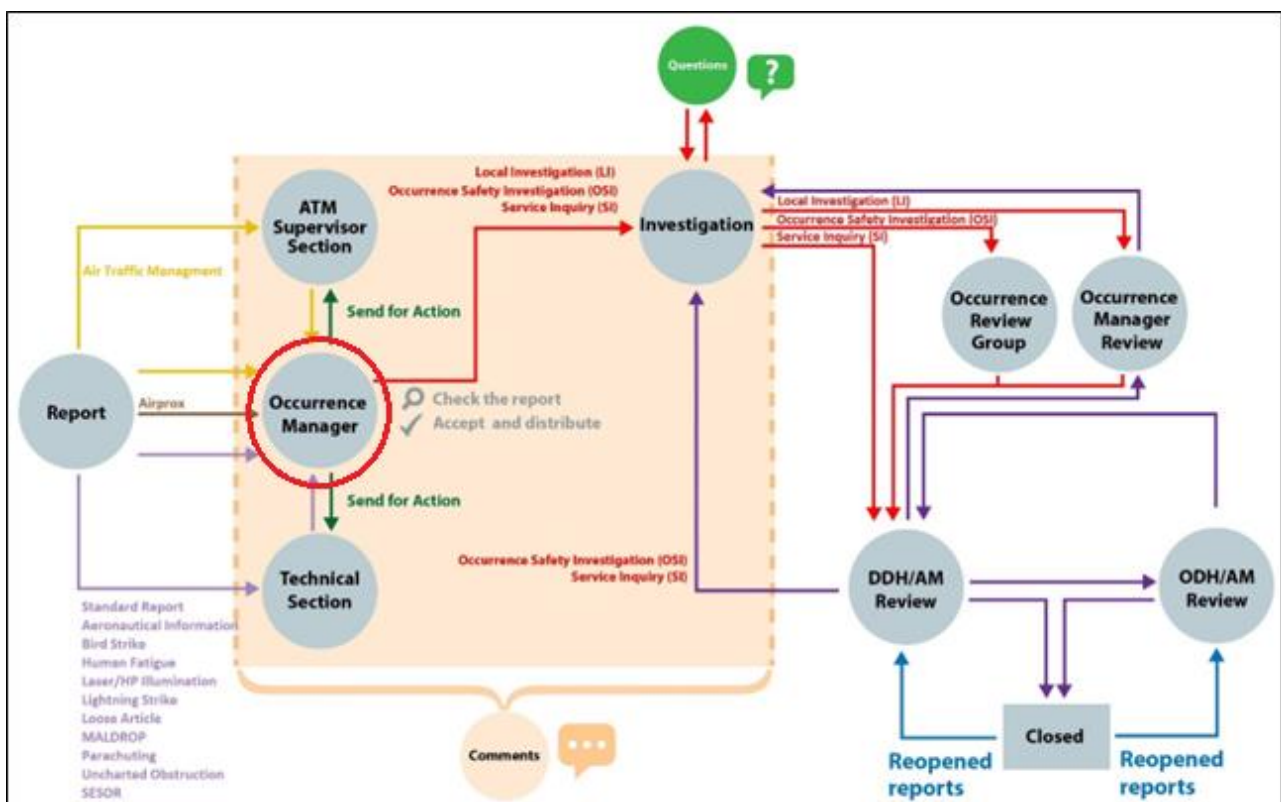 Questions
?
Local Investigation (LI)
Occurrence Safety Investigation (OSI)
Service Inquiry (SI)
ATM
Supervisor
Section
Investigation
Local Investigation (LI)
Occurrence Safety Investigation (OSI)
Service Inquiry (SI)
Air Traffic Managment
Send for Action
Occurrence
Review
Group
Occurrence
Manager
Review
Report
Airprox
Occurrence
Manager
Check the report
Accept and distribute
Send for Action
Occurrence Safety Investigation (OSI)
Service Inquiry (SI)
Technical
Section
DDH/AM
Review
ODH/AM
Review
Standard Report
Aeronautical Information
Bird Strike
Human Fatigue
Laser/HP Illumination
Lightning Strike
Loose Article
MALDROP
Parachuting
Uncharted Obstruction
SESOR
Comments
Closed
Reopened
reports
Reopened
reports